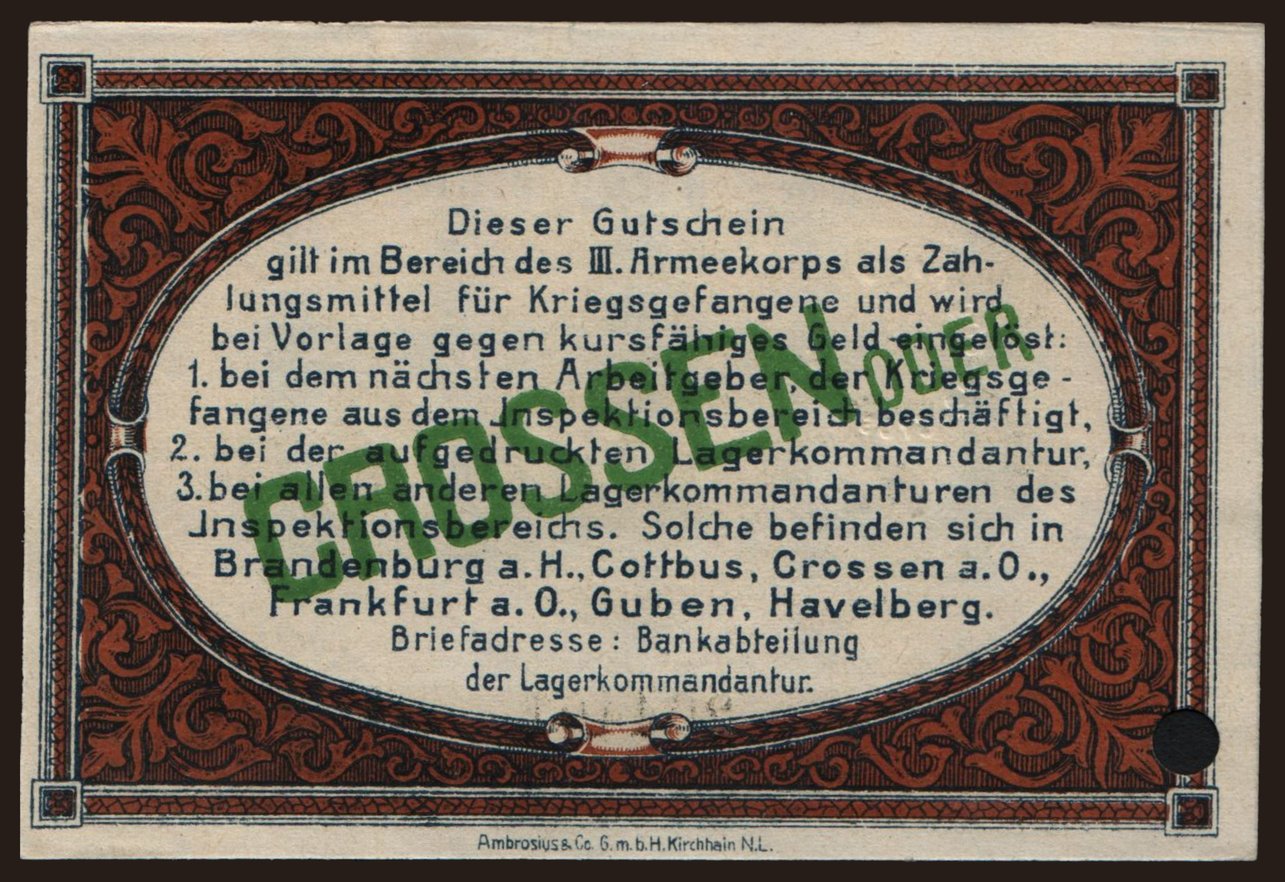 Dieser Gutschein
gilt im Bereich des III. Armeekorps als Zah-
lungsmittel für Kriegsgefangene und wird
bei Vorlage gegen kursfähiges Geld eingelöst:
1. bei dem nächsten Arbeitgeber, der Kriegsge-
fangene aus dem Inspektionsbereich beschäftigt,
2. bei der aufgedruckten Lagerkommandantur,
3. bei allen anderen Lagerkommandanturen des
Inspektionsbereichs. Solche befinden sich in
Brandenburg a. H., Cottbus, Crossen a. O.,
Frankfurt a. O., Guben, Havelberg.
Briefadresse: Bankabteilung
der Lagerkommandantur.
CROSSEN ODER
Ambrosius & Co. G. m. b. H. Kirchhain N.L.